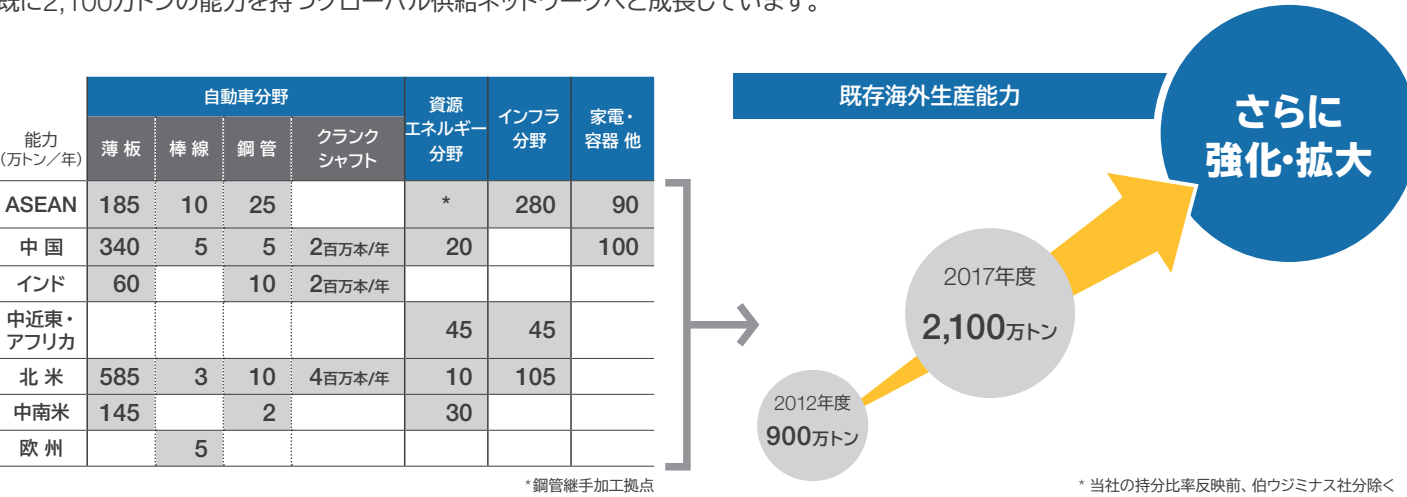 既に2,100万トンの能力を持つグローバル供給ネットワークへと成長しています。
能力
(万トン／年)
自動車分野
薄 板 棒 線 鋼 管 クランク
シャフト
資源
エネルギー
分野
インフラ
分野
家電・
容器 他
ASEAN 185 10 25 * 280 90
中 国 340 5 5 2百万本/年 20 100
インド 60 10 2百万本/年
中近東・
アフリカ 45 45
北 米 585 3 10 4百万本/年 10 105
中南米 145 2 30
欧 州 5
*鋼管継手加工拠点
既存海外生産能力
さらに
強化・拡大
2017年度
2,100万トン
2012年度
900万トン
* 当社の持分比率反映前、伯ウジミナス社分除く